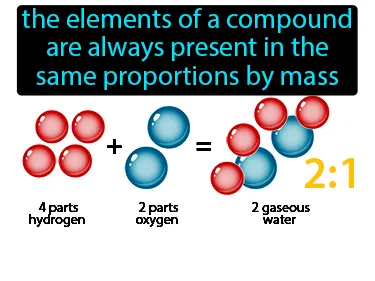 the elements of a compound
are always present in the
same proportions by mass
+
=
2:1
4 parts
hydrogen
2 parts
oxygen
2 gaseous
water